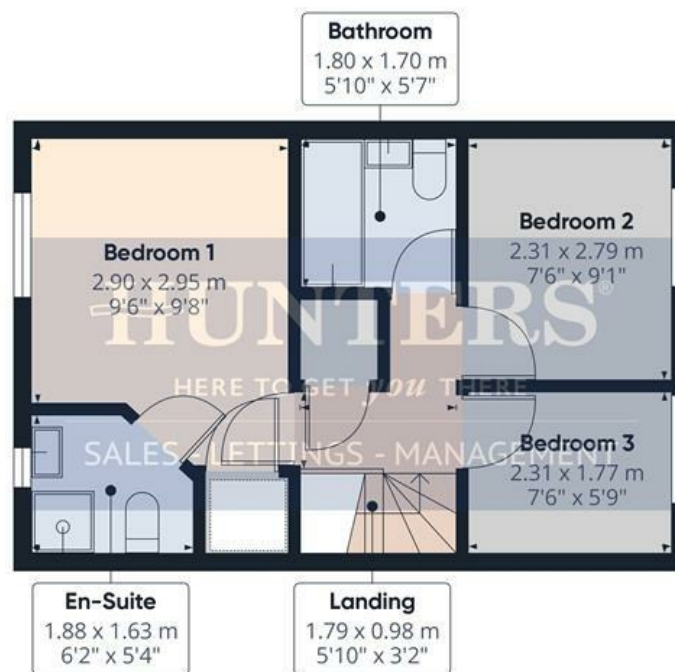 Bathroom
1.80 x 1.70 m
5'10" x 5'7"
Bedroom 1
2.90 x 2.95 m
9'6" x 9'8"
Bedroom 2
2.31 x 2.79 m
7'6" x 9'1"
HUNTERS®
HERE TO GET you THERE
SALES - LETTINGS - MANAGEMENT
Bedroom 3
2.31 x 1.77 m
7'6" x 5'9"
En-Suite
1.88 x 1.63 m
6'2" x 5'4"
Landing
1.79 x 0.98 m
5'10" x 3'2"